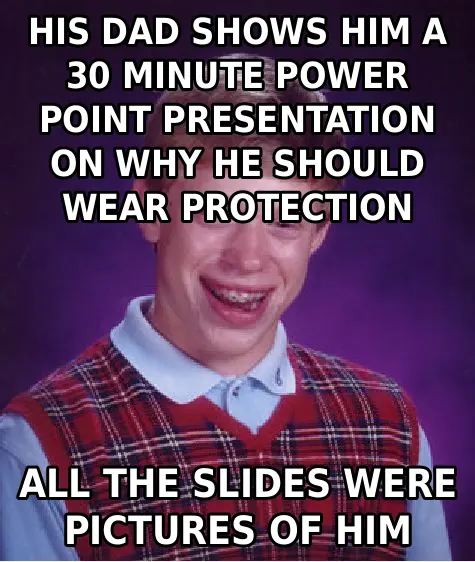 HIS DAD SHOWS HIM A
30 MINUTE POWER
POINT PRESENTATION
ON WHY HE SHOULD
WEAR PROTECTION
ALL THE SLIDES WERE
PICTURES OF HIM